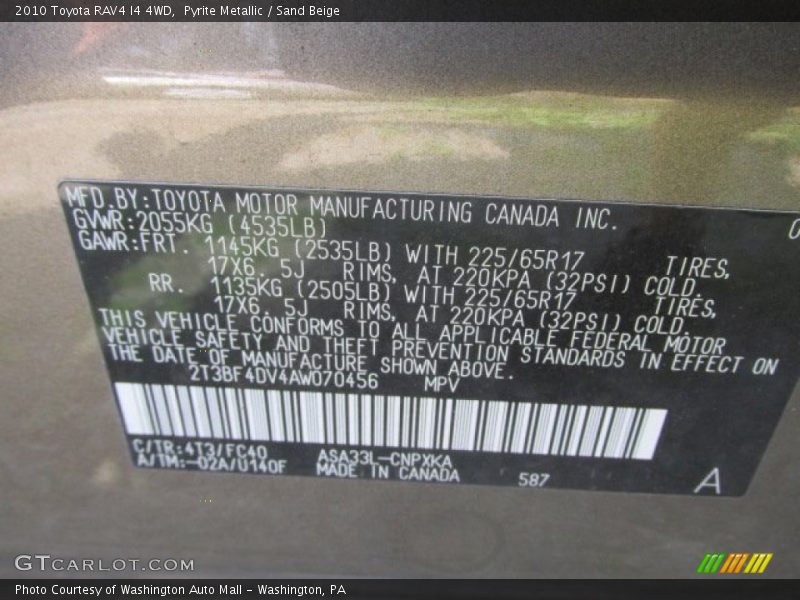 2010 Toyota RAV4 I4 4WD, Pyrite Metallic / Sand Beige
MFD.BY:TOYOTA MOTOR MANUFACTURING CANADA INC.
GVWR:2055KG (4535LB)
GAWR:FRT. 1145KG (2535LB) WITH 225/65R17 TIRES,
17X6. 5J RIMS, AT 220KPA (32PSI) COLD.
RR. 1135KG (2505LB) WITH 225/65R17 TIRES,
17X6. 5J RIMS, AT 220KPA (32PSI) COLD.
THIS VEHICLE CONFORMS TO ALL APPLICABLE FEDERAL MOTOR
VEHICLE SAFETY AND THEFT PREVENTION STANDARDS IN EFFECT ON
THE DATE OF MANUFACTURE SHOWN ABOVE.
2T3BF4DV4AW070456 MPV
C/TR:4T3/FC40 ASA33L-CNPXKA
A/TM:-02A/U140F MADE IN CANADA 587 A
GTCARLOT.COM
Photo Courtesy of Washington Auto Mall - Washington, PA